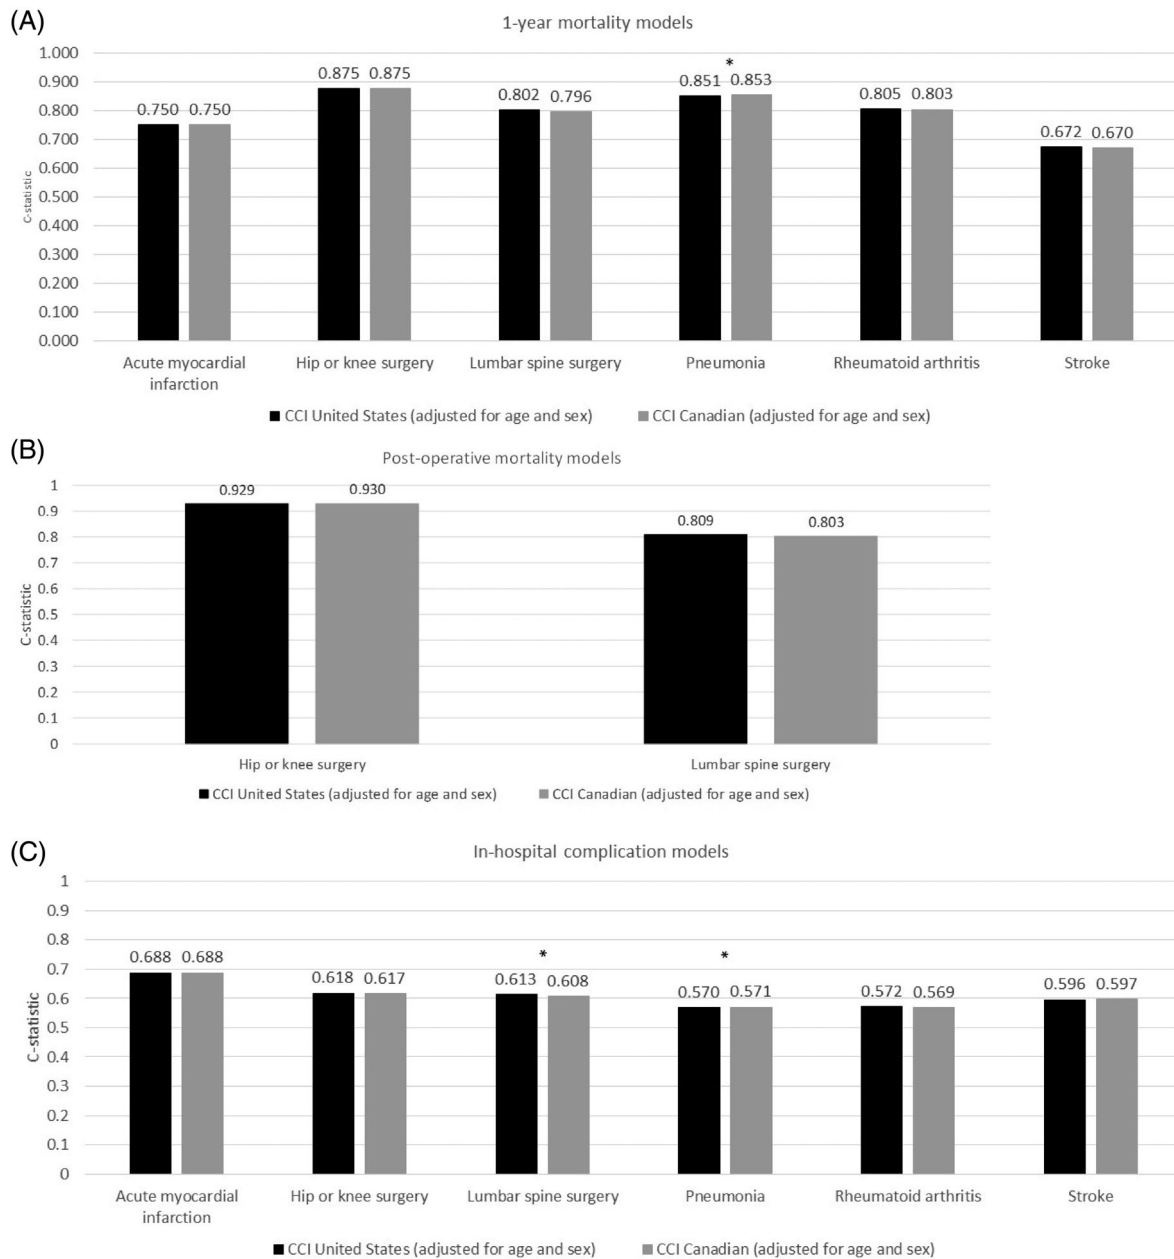 (A)
1-year mortality models
C-statistic
1.000
0.900
0.800
0.700
0.600
0.500
0.400
0.300
0.200
0.100
0.000
0.750 0.750
0.875 0.875
0.802 0.796
*
0.851 0.853
0.805 0.803
0.672 0.670
Acute myocardial
infarction
Hip or knee surgery
Lumbar spine surgery
Pneumonia
Rheumatoid arthritis
Stroke
CCI United States (adjusted for age and sex) CCI Canadian (adjusted for age and sex)
(B)
Post-operative mortality models
C-statistic
1
0.9
0.8
0.7
0.6
0.5
0.4
0.3
0.2
0.1
0
0.929 0.930
0.809 0.803
Hip or knee surgery
Lumbar spine surgery
CCI United States (adjusted for age and sex) CCI Canadian (adjusted for age and sex)
(C)
In-hospital complication models
C-statistic
1
0.9
0.8
0.7
0.6
0.5
0.4
0.3
0.2
0.1
0
0.688 0.688
0.618 0.617
*
0.613 0.608
*
0.570 0.571
0.572 0.569
0.596 0.597
Acute myocardial
infarction
Hip or knee surgery
Lumbar spine surgery
Pneumonia
Rheumatoid arthritis
Stroke
CCI United States (adjusted for age and sex) CCI Canadian (adjusted for age and sex)